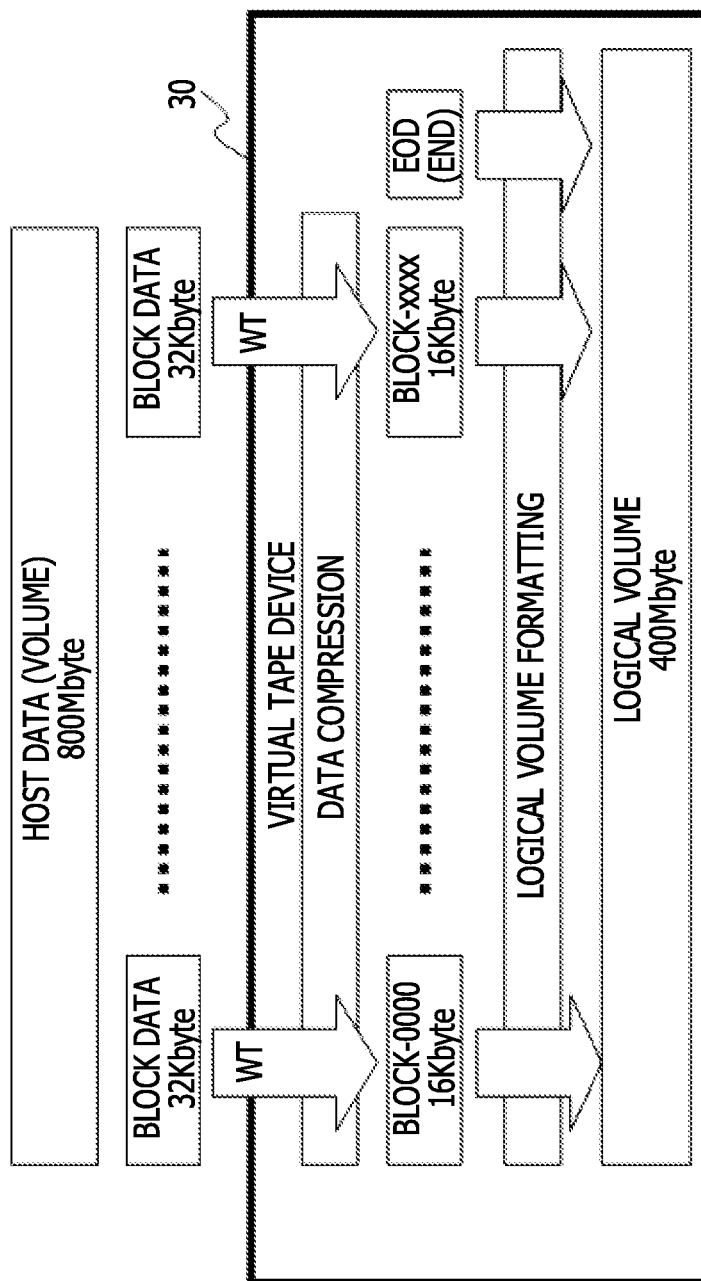 HOST DATA (VOLUME)
800Mbyte
BLOCK DATA
32Kbyte
BLOCK DATA
32Kbyte
30
WT
WT
VIRTUAL TAPE DEVICE
DATA COMPRESSION
BLOCK-0000
16Kbyte
BLOCK-xxxx
16Kbyte
EOD
(END)
LOGICAL VOLUME FORMATTING
LOGICAL VOLUME
400Mbyte